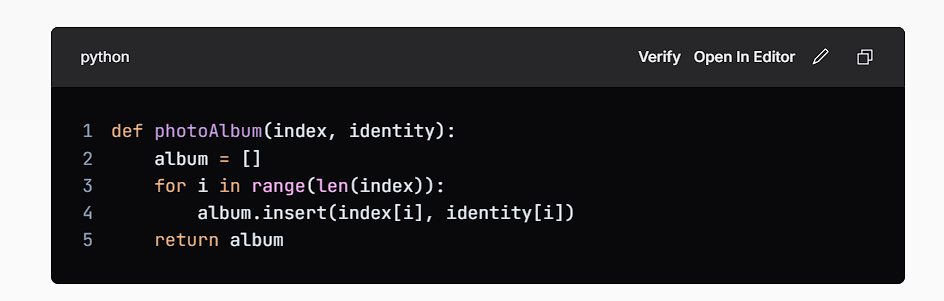 python
Verify Open In Editor
1 def photoAlbum(index, identity):
2     album = []
3     for i in range(len(index)):
4         album.insert(index[i], identity[i])
5     return album